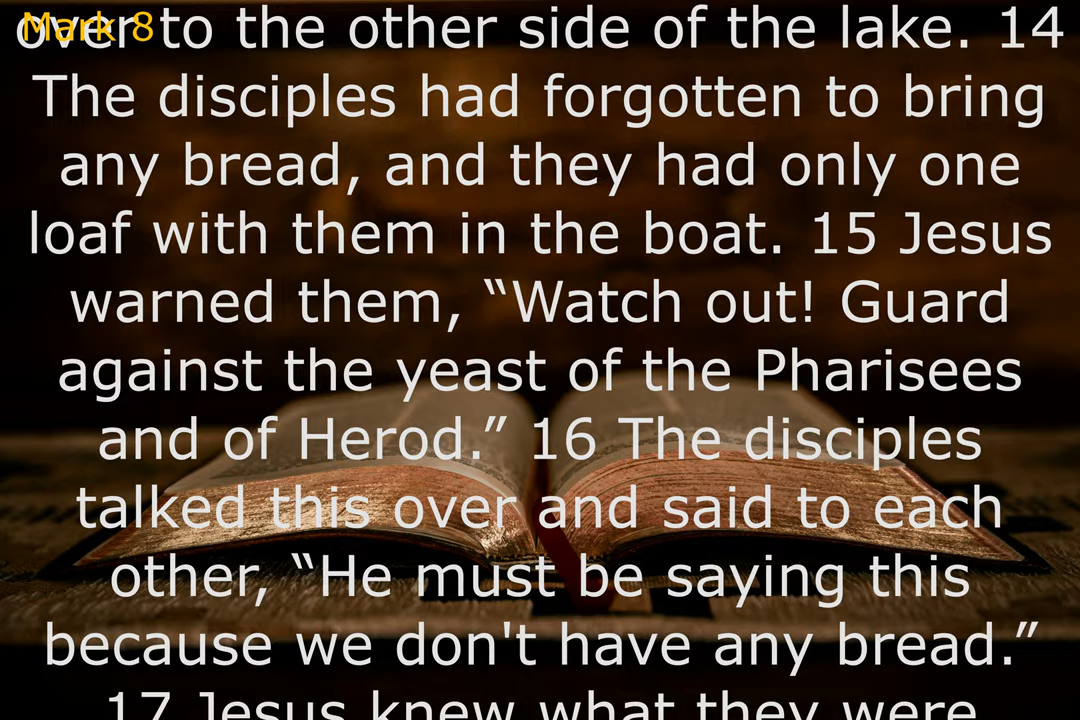 Mark 8
over to the other side of the lake. 14
The disciples had forgotten to bring
any bread, and they had only one
loaf with them in the boat. 15 Jesus
warned them, “Watch out! Guard
against the yeast of the Pharisees
and of Herod.” 16 The disciples
talked this over and said to each
other, “He must be saying this
because we don't have any bread.”
17 Jesus knew what they were